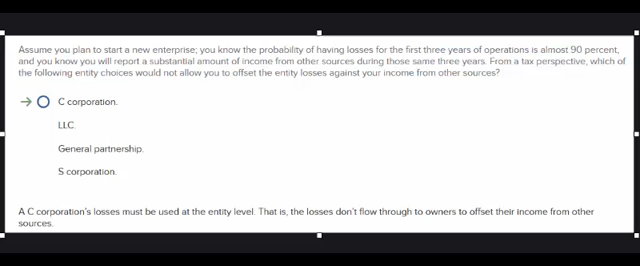 Assume you plan to start a new enterprise; you know the probability of having losses for the first three years of operations is almost 90 percent,
and you know you will report a substantial amount of income from other sources during those same three years. From a tax perspective, which of
the following entity choices would not allow you to offset the entity losses against your income from other sources?
C corporation.
LLC.
General partnership.
S corporation.
A C corporation's losses must be used at the entity level. That is, the losses don't flow through to owners to offset their income from other
sources.